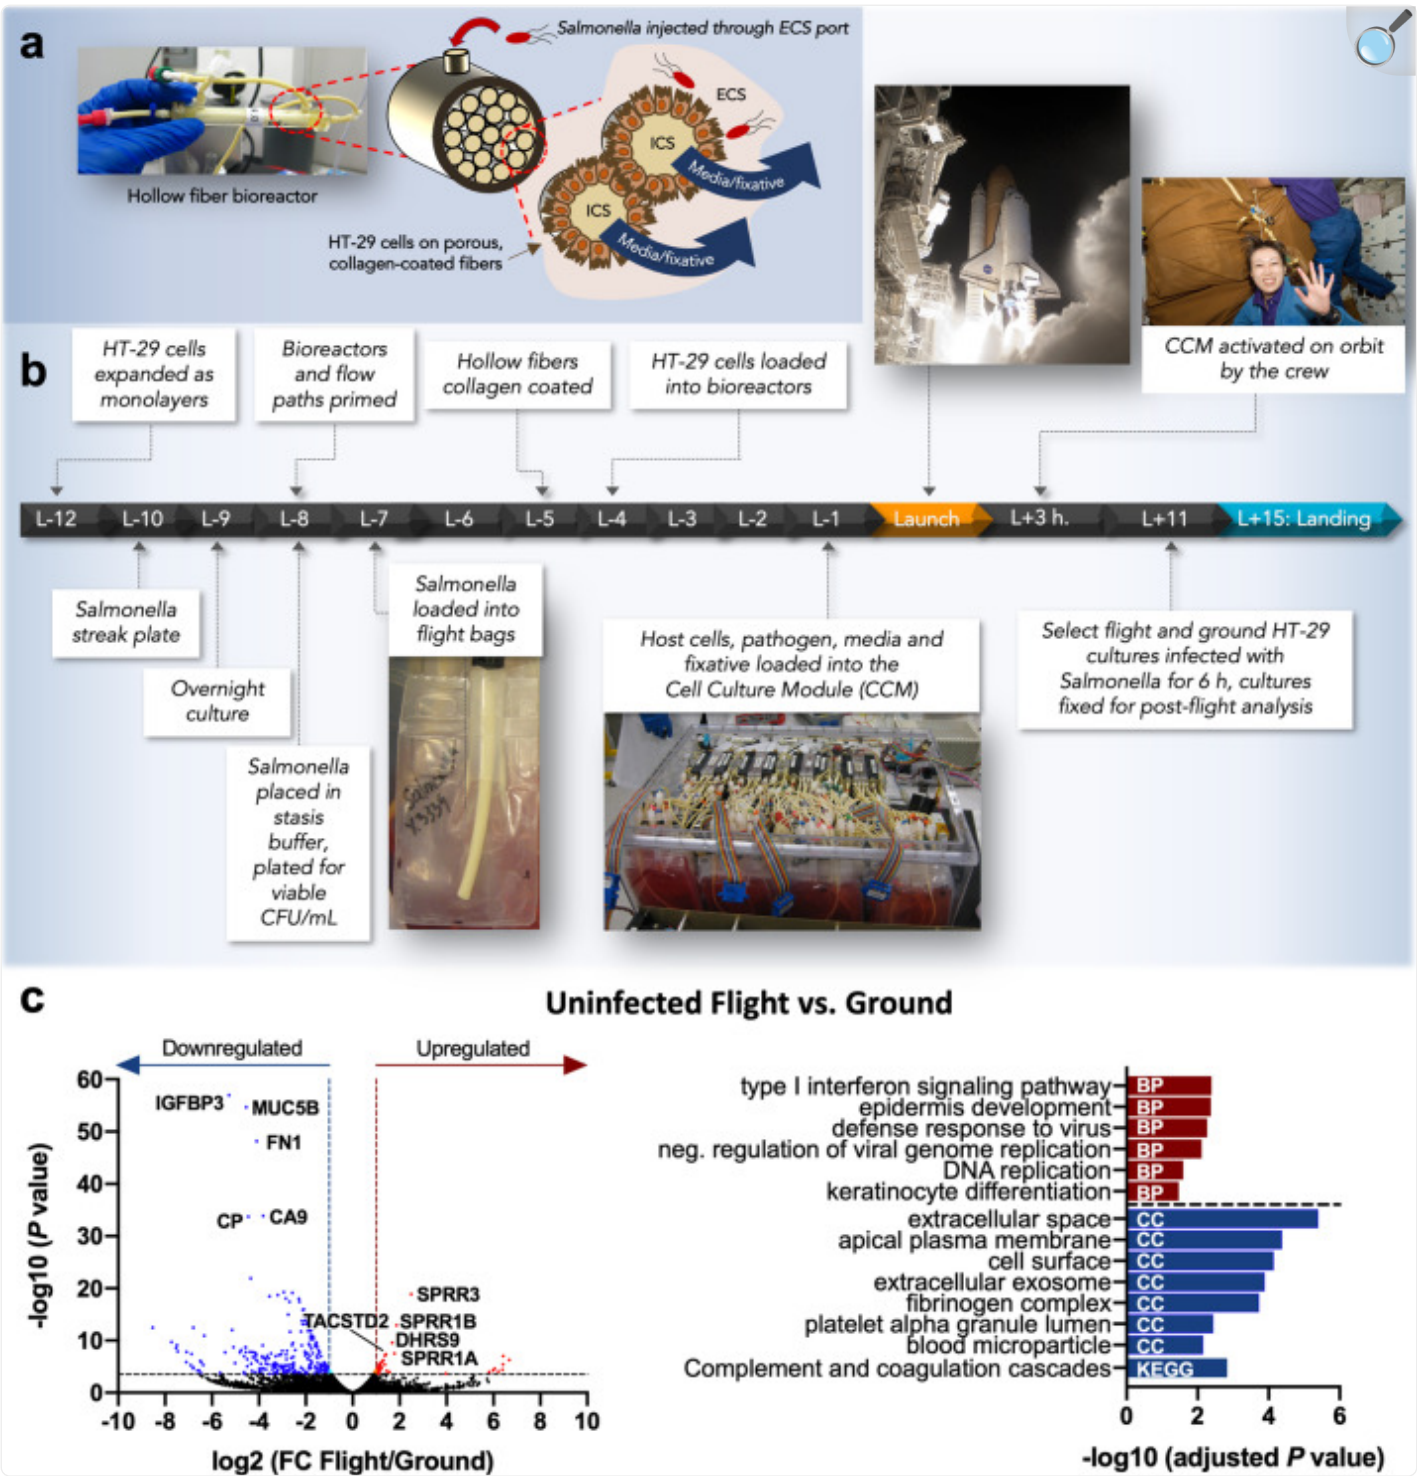 a
Salmonella injected through ECS port
ECS
ICS
Media/fixative
ICS
Media/fixative
Hollow fiber bioreactor
HT-29 cells on porous,
collagen-coated fibers
b
HT-29 cells
expanded as
monolayers
Bioreactors
and flow
paths primed
Hollow fibers
collagen coated
HT-29 cells loaded
into bioreactors
CCM activated on orbit
by the crew
L-12
L-10
L-9
L-8
L-7
L-6
L-5
L-4
L-3
L-2
L-1
Launch
L+3 h.
L+11
L+15: Landing
Salmonella
streak plate
Overnight
culture
Salmonella
placed in
stasis
buffer,
plated for
viable
CFU/mL
Salmonella
loaded into
flight bags
Host cells, pathogen, media and
fixative loaded into the
Cell Culture Module (CCM)
Select flight and ground HT-29
cultures infected with
Salmonella for 6 h, cultures
fixed for post-flight analysis
c
Uninfected Flight vs. Ground
Downregulated
Upregulated
-log10 (P value)
60
50
40
30
20
10
0
IGFBP3
MUC5B
FN1
CP
CA9
SPRR3
TACSTD2
SPRR1B
DHRS9
SPRR1A
-10 -8 -6 -4 -2 0 2 4 6 8 10
log2 (FC Flight/Ground)
type I interferon signaling pathway BP
epidermis development BP
defense response to virus BP
neg. regulation of viral genome replication BP
DNA replication BP
keratinocyte differentiation BP
extracellular space CC
apical plasma membrane CC
cell surface CC
extracellular exosome CC
fibrinogen complex CC
platelet alpha granule lumen CC
blood microparticle CC
Complement and coagulation cascades KEGG
0 2 4 6
-log10 (adjusted P value)